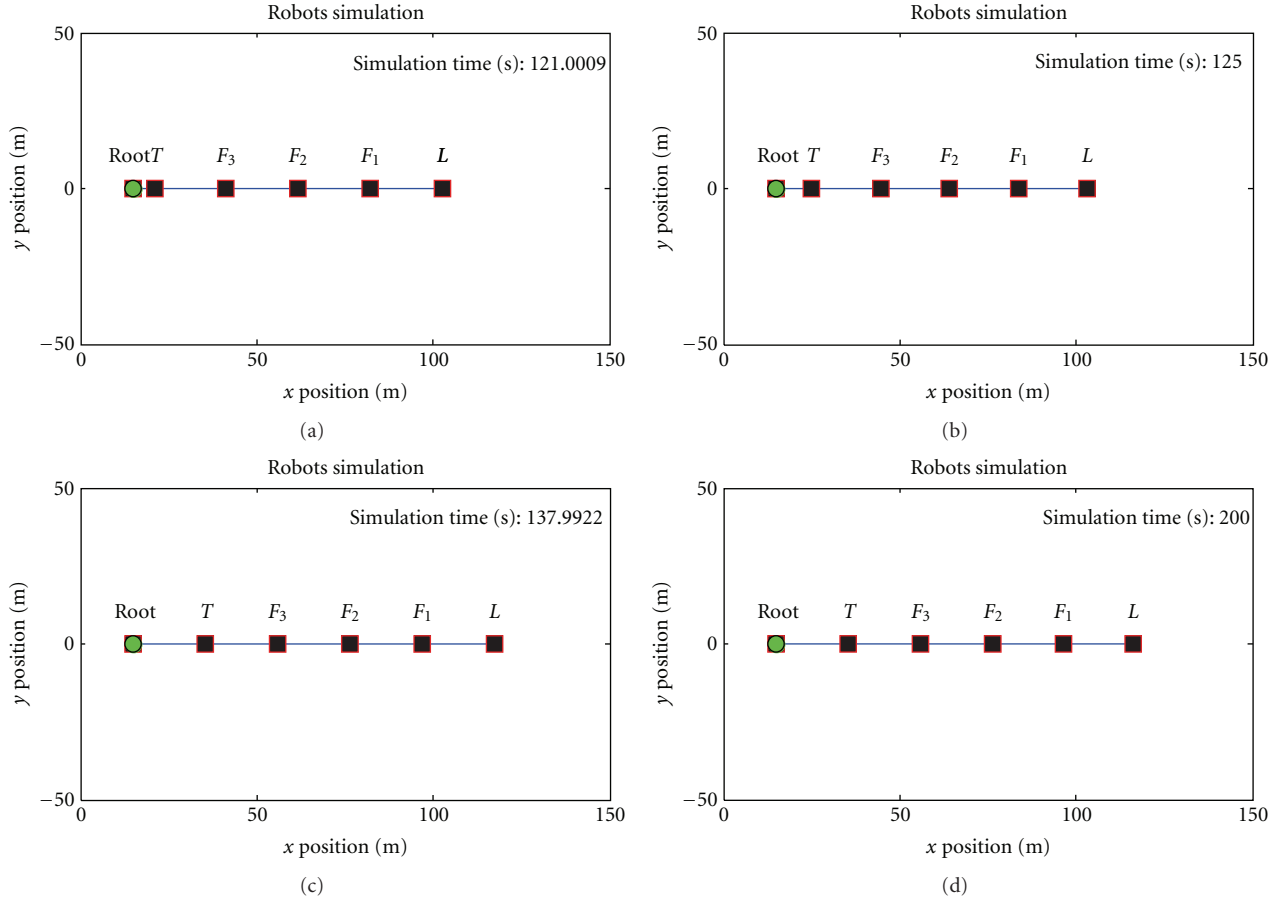 Robots simulation
50
Simulation time (s): 121.0009
Root T F₃ F₂ F₁ L
0
y position (m)
−50
0 50 100 150
x position (m)
(a)
Robots simulation
50
Simulation time (s): 125
Root T F₃ F₂ F₁ L
0
y position (m)
−50
0 50 100 150
x position (m)
(b)
Robots simulation
50
Simulation time (s): 137.9922
Root T F₃ F₂ F₁ L
0
y position (m)
−50
0 50 100 150
x position (m)
(c)
Robots simulation
50
Simulation time (s): 200
Root T F₃ F₂ F₁ L
0
y position (m)
−50
0 50 100 150
x position (m)
(d)